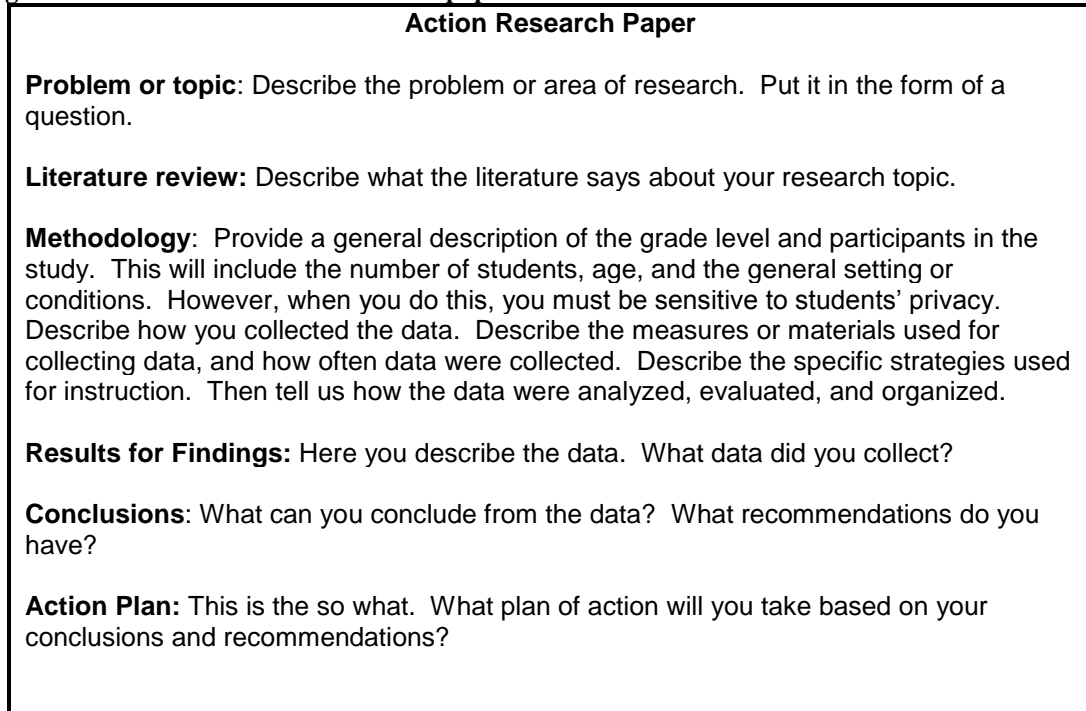 Action Research Paper
Problem or topic: Describe the problem or area of research.  Put it in the form of a
question.
Literature review: Describe what the literature says about your research topic.
Methodology:  Provide a general description of the grade level and participants in the
study.  This will include the number of students, age, and the general setting or
conditions.  However, when you do this, you must be sensitive to students’ privacy.
Describe how you collected the data.  Describe the measures or materials used for
collecting data, and how often data were collected.  Describe the specific strategies used
for instruction.  Then tell us how the data were analyzed, evaluated, and organized.
Results for Findings: Here you describe the data.  What data did you collect?
Conclusions: What can you conclude from the data?  What recommendations do you
have?
Action Plan: This is the so what.  What plan of action will you take based on your
conclusions and recommendations?